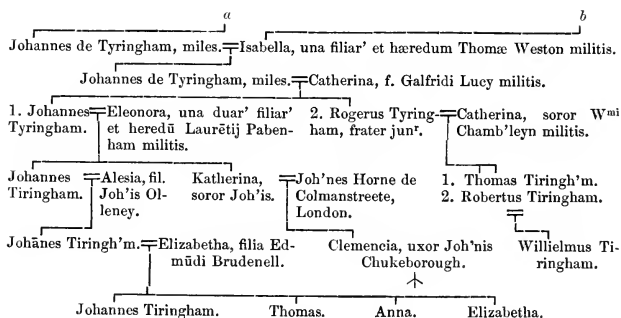 a b
Johannes de Tyringham, miles.=Isabella, una filiar' et hæredum Thomæ Weston militis.
Johannes de Tyringham, miles.=Catherina, f. Galfridi Lucy militis.
1. Johannes=Eleonora, una duar' filiar' 2. Rogerus Tyring-=Catherina, soror Wmi
Tyringham. et heredū Laurētij Paben- ham, frater junr. Chamb'leyn militis.
ham militis.
Johannes =Alesia, fil. Katherina, =Joh'nes Horne de 1. Thomas Tiringh'm.
Tiringham. Joh'is Ol- soror Joh'is. Colmanstreete, 2. Robertus Tiringham.
leney. London. =
Johānes Tiringh'm.=Elizabetha, filia Ed- Clemencia, uxor Joh'nis Willielmus Ti-
mūdi Brudenell. Chukeborough. ringham.
Johannes Tiringham. Thomas. Anna. Elizabetha.